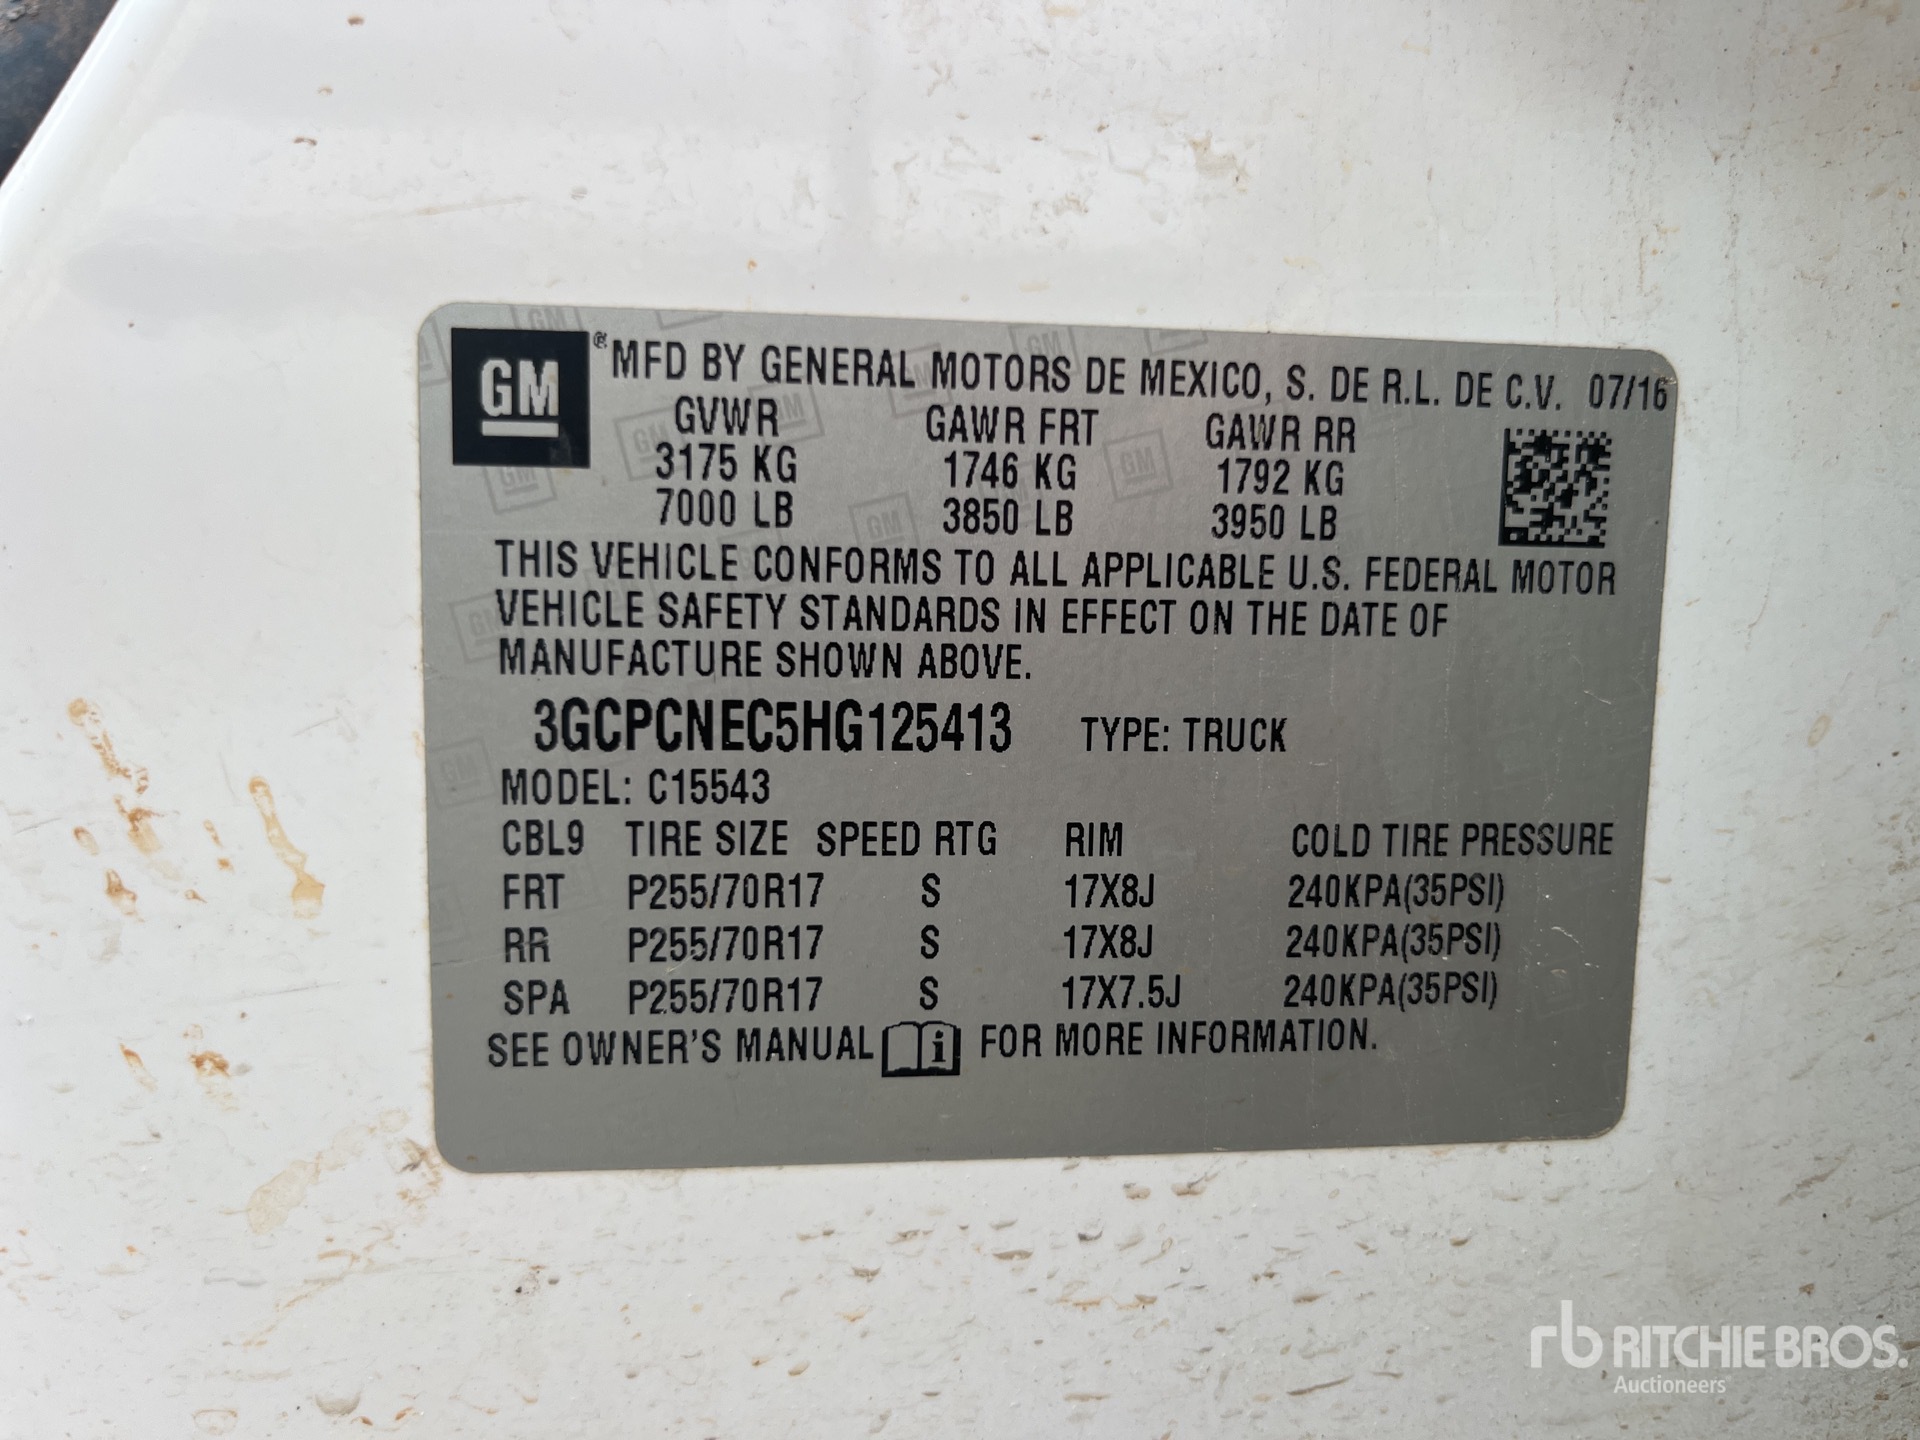 GM ® MFD BY GENERAL MOTORS DE MEXICO, S. DE R.L. DE C.V. 07/16
GVWR GAWR FRT GAWR RR
3175 KG 1746 KG 1792 KG
7000 LB 3850 LB 3950 LB
THIS VEHICLE CONFORMS TO ALL APPLICABLE U.S. FEDERAL MOTOR
VEHICLE SAFETY STANDARDS IN EFFECT ON THE DATE OF
MANUFACTURE SHOWN ABOVE.
3GCPCNEC5HG125413 TYPE: TRUCK
MODEL: C15543
CBL9 TIRE SIZE SPEED RTG RIM COLD TIRE PRESSURE
FRT P255/70R17 S 17X8J 240KPA(35PSI)
RR P255/70R17 S 17X8J 240KPA(35PSI)
SPA P255/70R17 S 17X7.5J 240KPA(35PSI)
SEE OWNER'S MANUAL i FOR MORE INFORMATION.
rb RITCHIE BROS.
Auctioneers